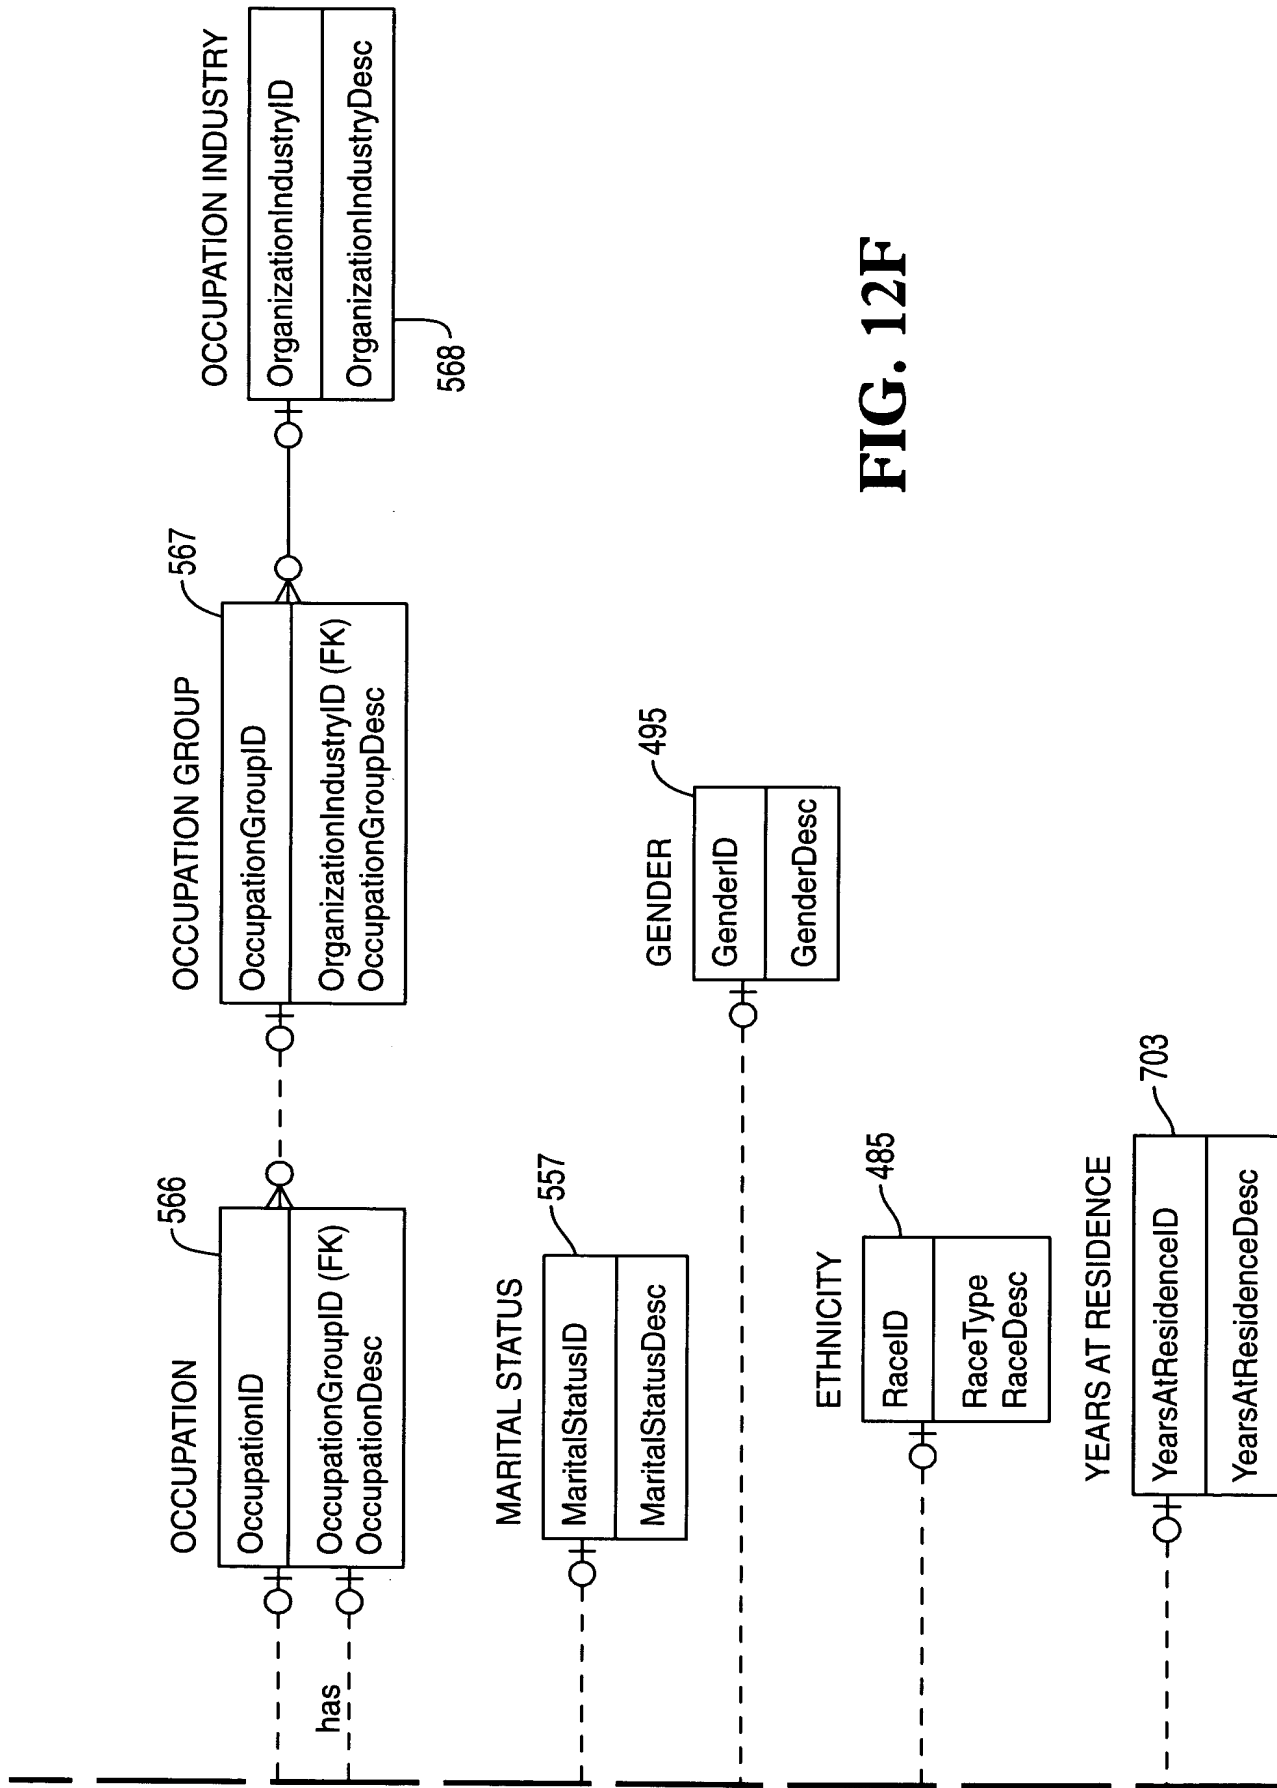 OCCUPATION
566
OccupationID
OccupationGroupID (FK)
OccupationDesc
has
OCCUPATION GROUP
567
OccupationGroupID
OrganizationIndustryID (FK)
OccupationGroupDesc
OCCUPATION INDUSTRY
OrganizationIndustryID
OrganizationIndustryDesc
568
MARITAL STATUS
557
MaritalStatusID
MaritalStatusDesc
GENDER
495
GenderID
GenderDesc
ETHNICITY
485
RaceID
RaceType
RaceDesc
YEARS AT RESIDENCE
703
YearsAtResidenceID
YearsAtResidenceDesc
FIG. 12F